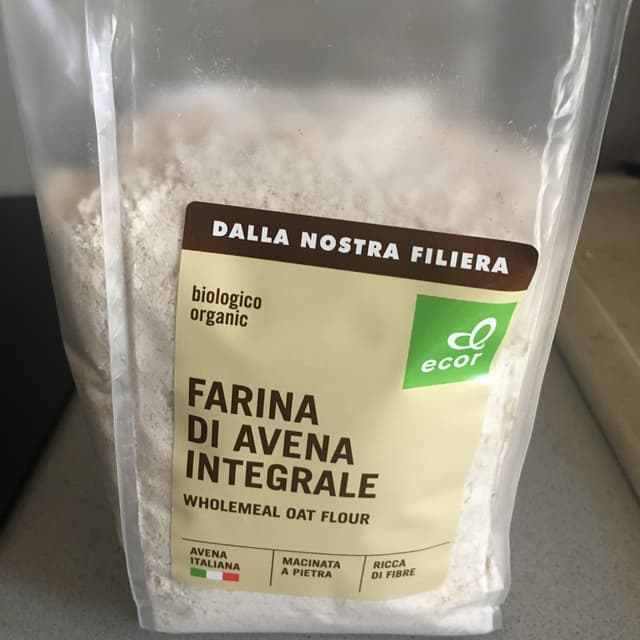 DALLA NOSTRA FILIERA
biologico
organic
ecor
FARINA
DI AVENA
INTEGRALE
WHOLEMEAL OAT FLOUR
AVENA
ITALIANA
MACINATA
A PIETRA
RICCA
DI FIBRE